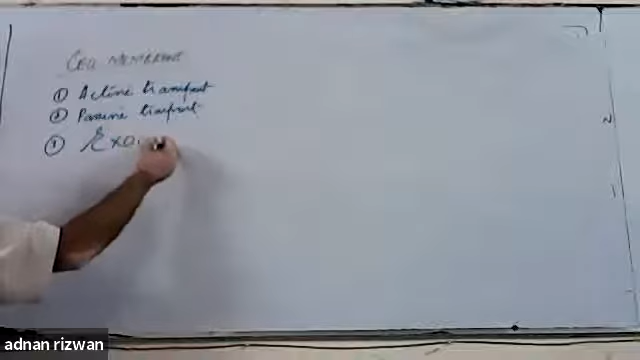 CELL MEMBRANE
① Active transport
② Passive transport
③ Exo
adnan rizwan